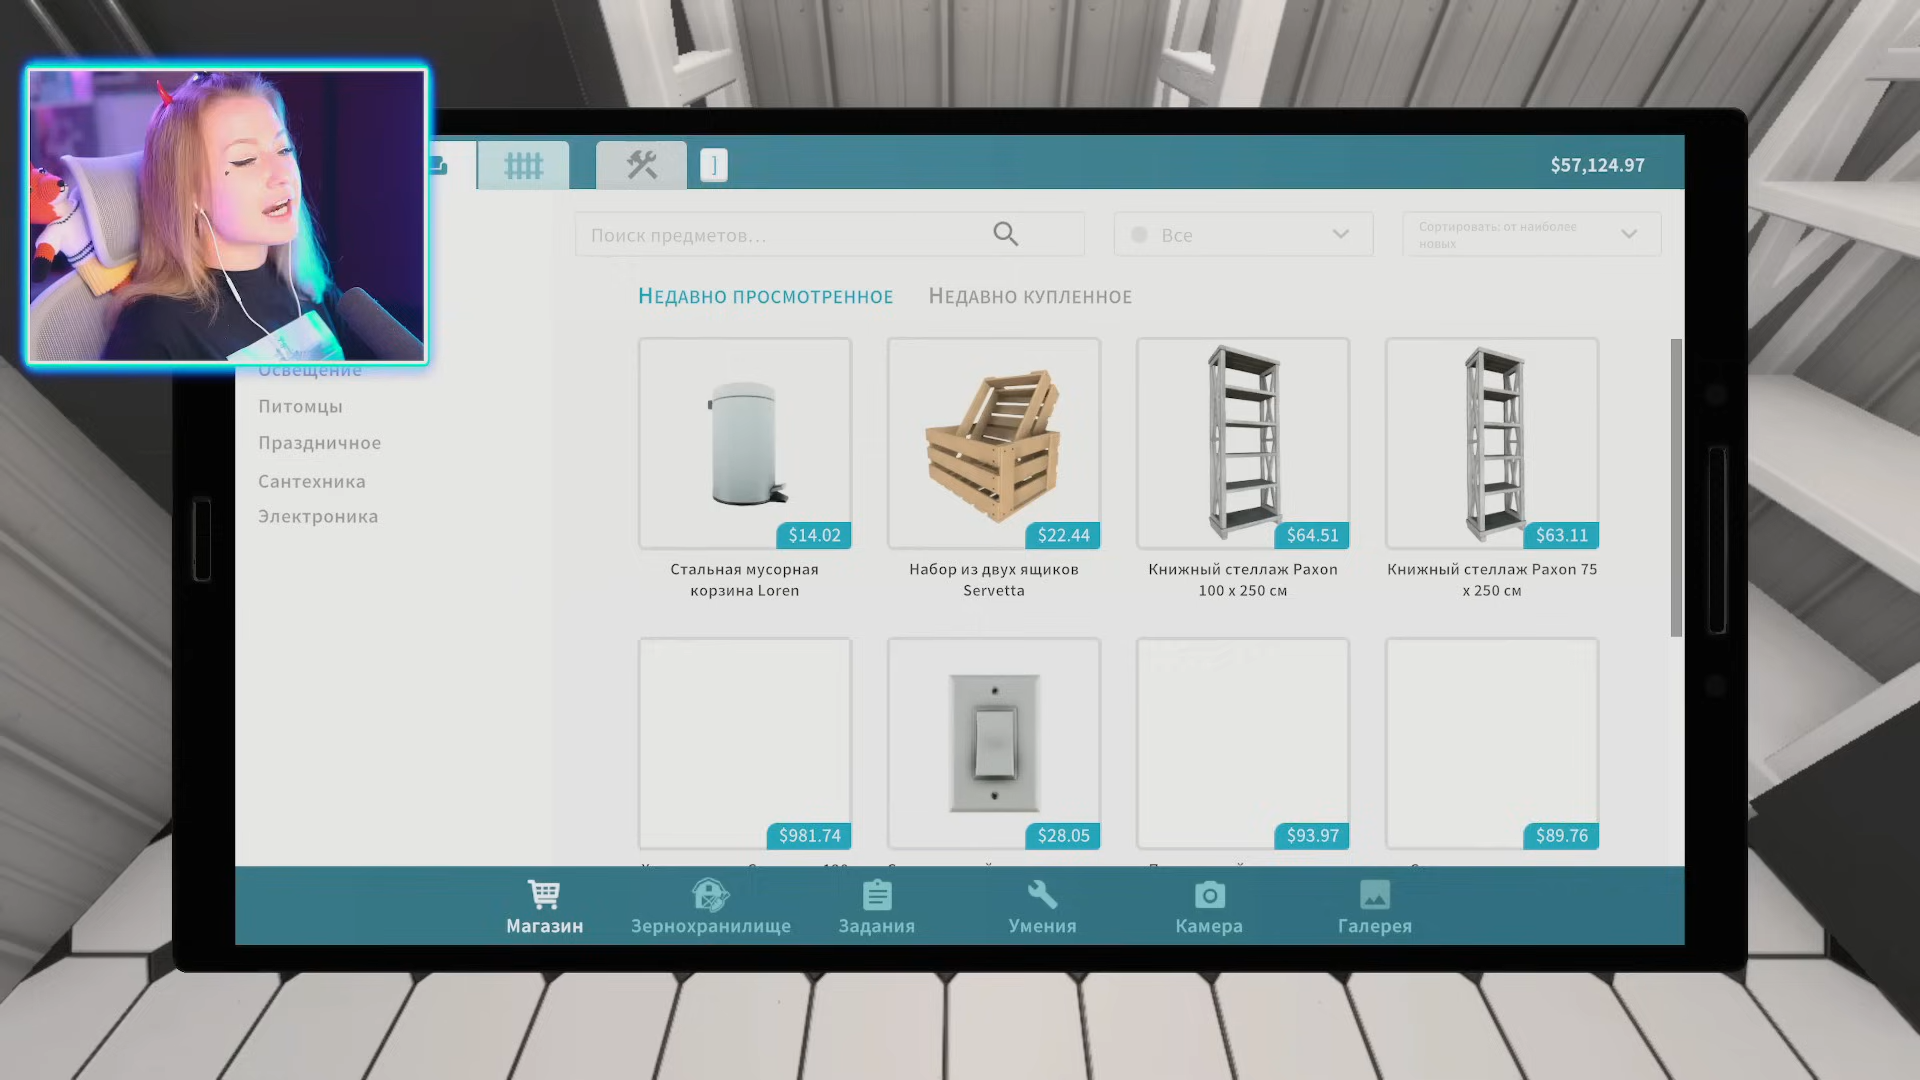 ]
$57,124.97
Поиск предметов...
Все
Сортировать: от наиболее
новых
Недавно просмотренное
Недавно купленное
Освещение
Питомцы
Праздничное
Сантехника
Электроника
$14.02
$22.44
$64.51
$63.11
Стальная мусорная
корзина Loren
Набор из двух ящиков
Servetta
Книжный стеллаж Paxon
100 x 250 см
Книжный стеллаж Paxon 75
x 250 см
$981.74
$28.05
$93.97
$89.76
Магазин
Зернохранилище
Задания
Умения
Камера
Галерея